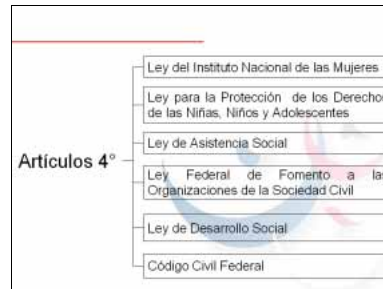 Ley del Instituto Nacional de las Mujeres
Ley para la Protección de los Derechos
de las Niñas, Niños y Adolescentes
Ley de Asistencia Social
Artículos 4°
Ley Federal de Fomento a las
Organizaciones de la Sociedad Civil
Ley de Desarrollo Social
Código Civil Federal